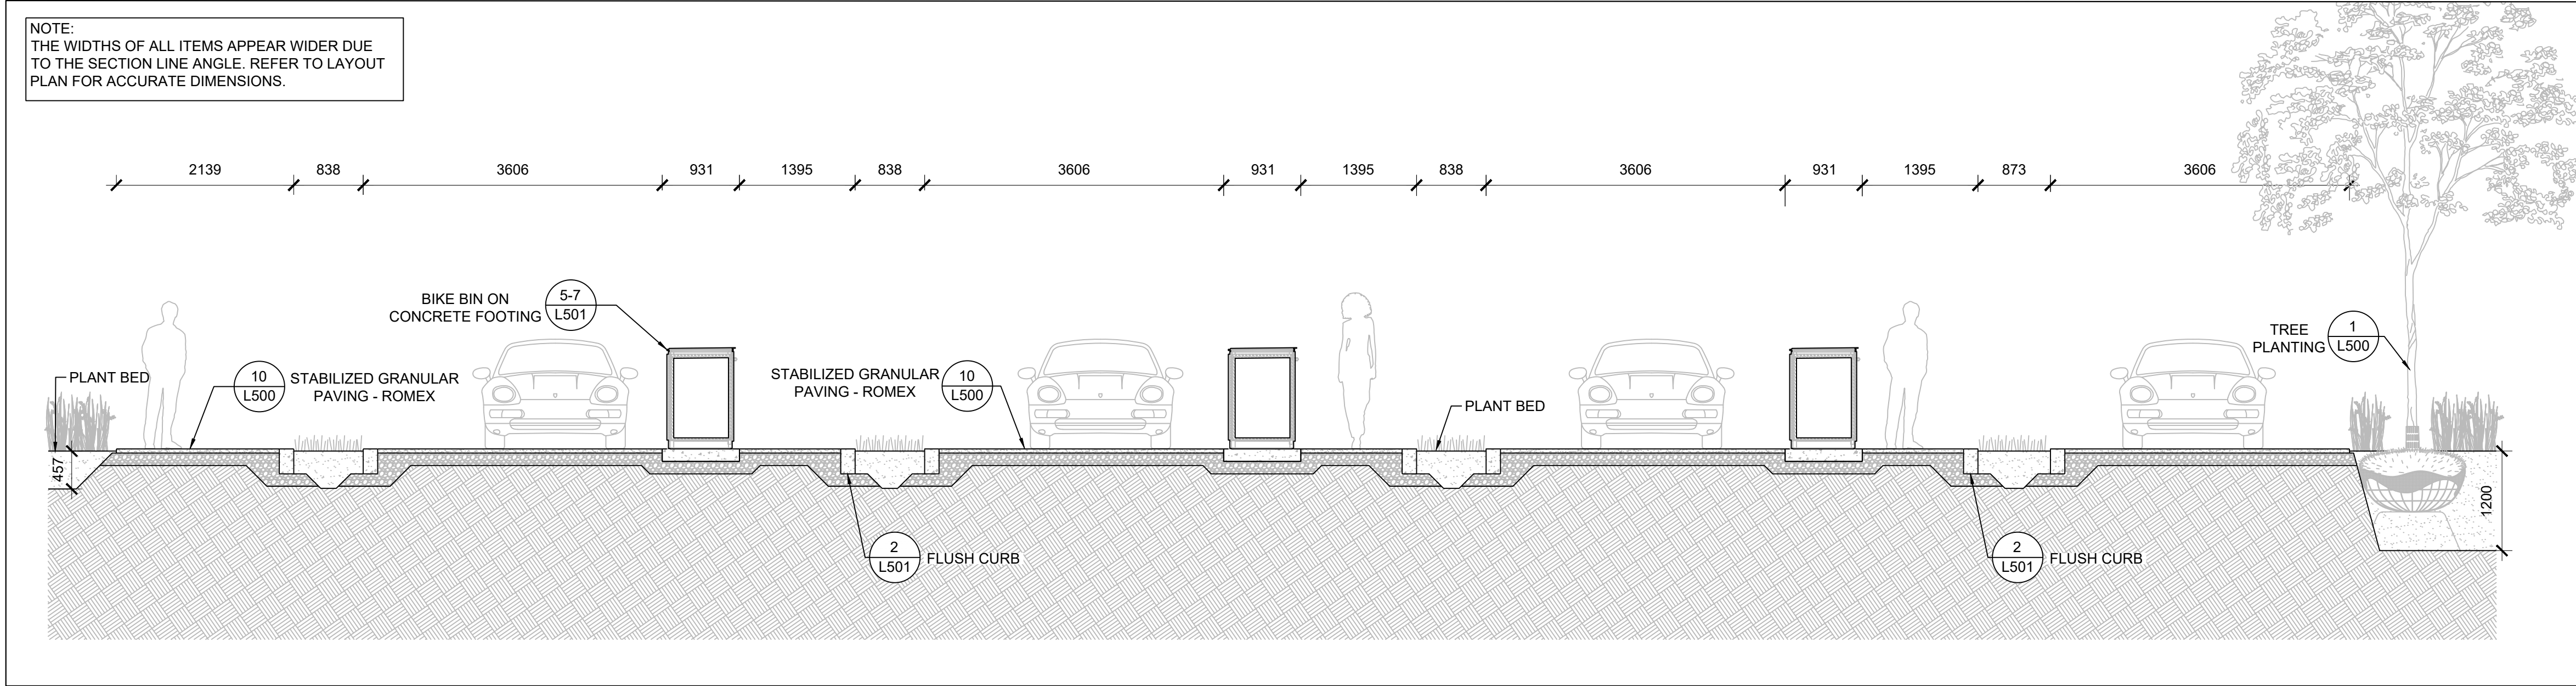 NOTE:
THE WIDTHS OF ALL ITEMS APPEAR WIDER DUE
TO THE SECTION LINE ANGLE. REFER TO LAYOUT
PLAN FOR ACCURATE DIMENSIONS.
2139
838
3606
931
1395
838
3606
931
1395
838
3606
931
1395
873
3606
BIKE BIN ON
CONCRETE FOOTING
5-7
L501
TREE
PLANTING
1
L500
PLANT BED
10
L500
STABILIZED GRANULAR
PAVING - ROMEX
STABILIZED GRANULAR
PAVING - ROMEX
10
L500
PLANT BED
457
1200
2
L501
FLUSH CURB
2
L501
FLUSH CURB